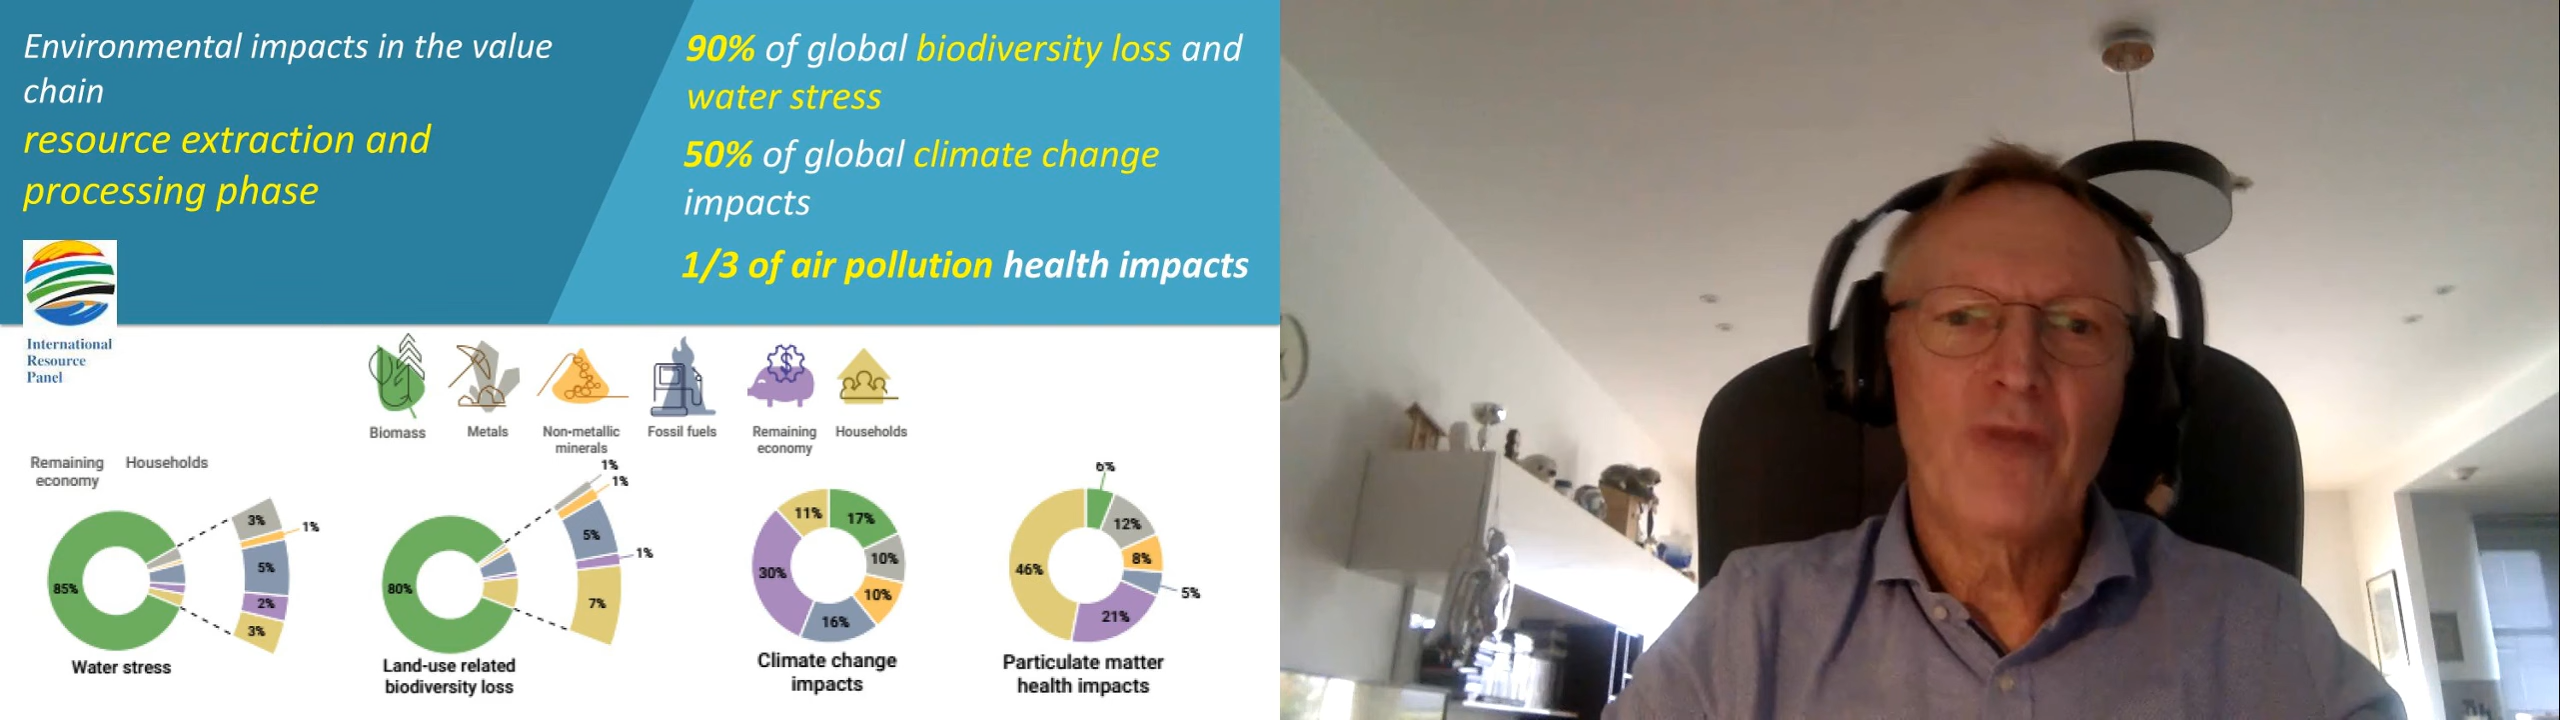 Environmental impacts in the value
chain
resource extraction and
processing phase
90% of global biodiversity loss and
water stress
50% of global climate change
impacts
1/3 of air pollution health impacts
International
Resource
Panel
Biomass
Metals
Non-metallic
minerals
Fossil fuels
Remaining
economy
Households
Remaining
economy
Households
85%
3%
1%
5%
2%
3%
Water stress
80%
1%
1%
5%
1%
7%
Land-use related
biodiversity loss
11%
17%
10%
10%
16%
30%
Climate change
impacts
6%
12%
8%
5%
21%
46%
Particulate matter
health impacts